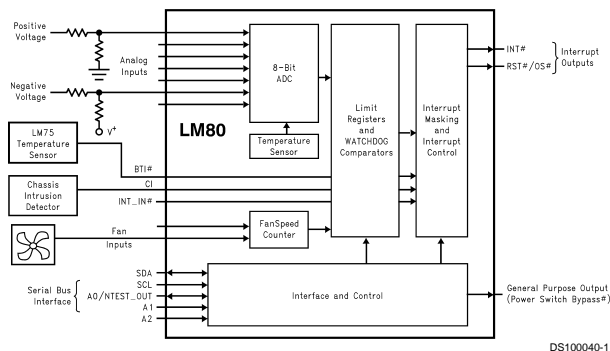 Positive
Voltage
Analog
Inputs
Negative
Voltage
V+
8-Bit
ADC
LM80
Temperature
Sensor
Limit
Registers
and
WATCHDOG
Comparators
Interrupt
Masking
and
Interrupt
Control
INT#
RST#/OS#
Interrupt
Outputs
LM75
Temperature
Sensor
BTI#
Chassis
Intrusion
Detector
CI
INT_IN#
Fan
Inputs
FanSpeed
Counter
Serial Bus
Interface
SDA
SCL
A0/NTEST_OUT
A1
A2
Interface and Control
General Purpose Output
(Power Switch Bypass#)
DS100040-1